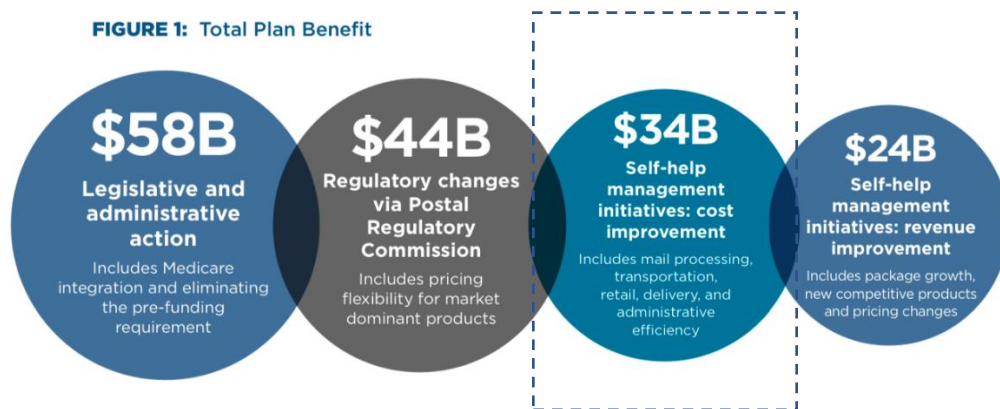 FIGURE 1: Total Plan Benefit
$58B
Legislative and
administrative
action
Includes Medicare
integration and eliminating
the pre-funding
requirement
$44B
Regulatory changes
via Postal
Regulatory
Commission
Includes pricing
flexibility for market
dominant products
$34B
Self-help
management
initiatives: cost
improvement
Includes mail processing,
transportation,
retail, delivery, and
administrative
efficiency
$24B
Self-help
management
initiatives: revenue
improvement
Includes package growth,
new competitive products
and pricing changes